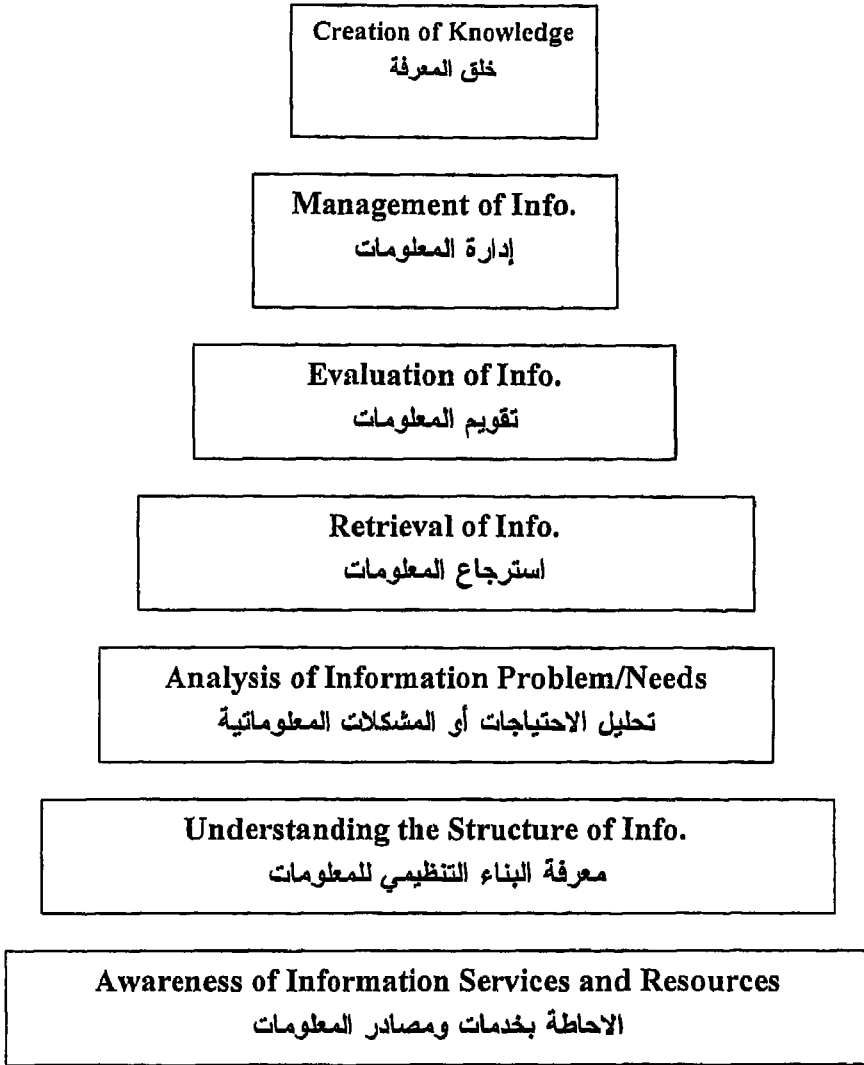 Creation of Knowledge
خلق المعرفة
Management of Info.
إدارة المعلومات
Evaluation of Info.
تقويم المعلومات
Retrieval of Info.
استرجاع المعلومات
Analysis of Information Problem/Needs
تحليل الاحتياجات أو المشكلات المعلوماتية
Understanding the Structure of Info.
معرفة البناء التنظيمي للمعلومات
Awareness of Information Services and Resources
الاحاطة بخدمات ومصادر المعلومات